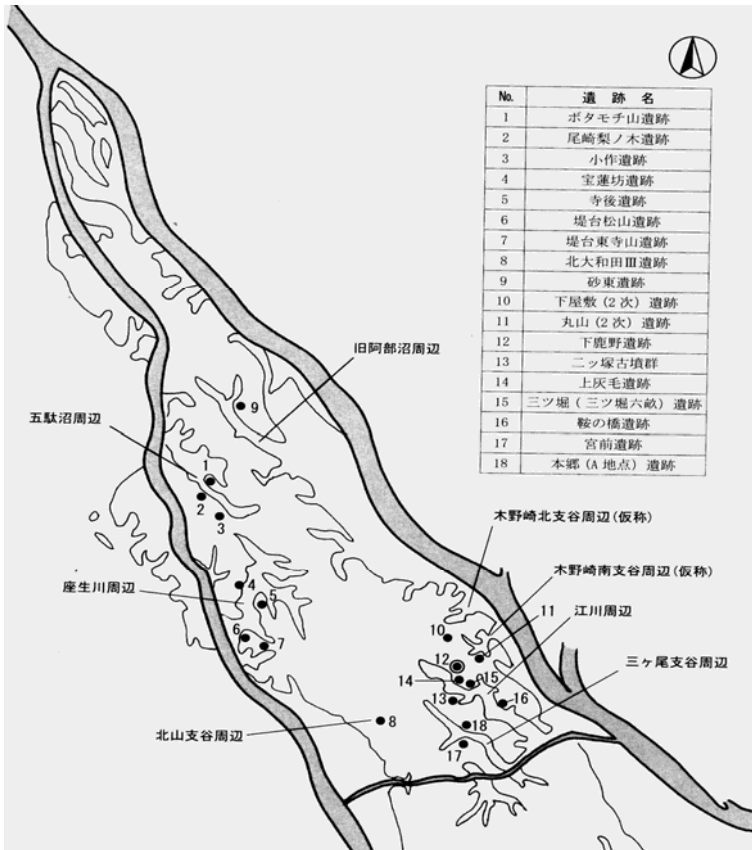 No. 遺跡名
1 ボタモチ山遺跡
2 尾崎梨ノ木遺跡
3 小作遺跡
4 宝蓮坊遺跡
5 寺後遺跡
6 堤台松山遺跡
7 堤台東寺山遺跡
8 北大和田Ⅲ遺跡
9 砂東遺跡
10 下屋敷(2次)遺跡
11 丸山(2次)遺跡
12 下鹿野遺跡
13 二ッ塚古墳群
14 上灰毛遺跡
15 三ツ堀(三ツ堀六畝)遺跡
16 鞍の橋遺跡
17 宮前遺跡
18 本郷(A地点)遺跡
旧阿部沼周辺
9
五駄沼周辺
1
2
3
木野崎北支谷周辺(仮称)
木野崎南支谷周辺(仮称)
座生川周辺
4
5
江川周辺
11
6
7
10
三ヶ尾支谷周辺
12
14
15
13
16
北山支谷周辺
8
18
17